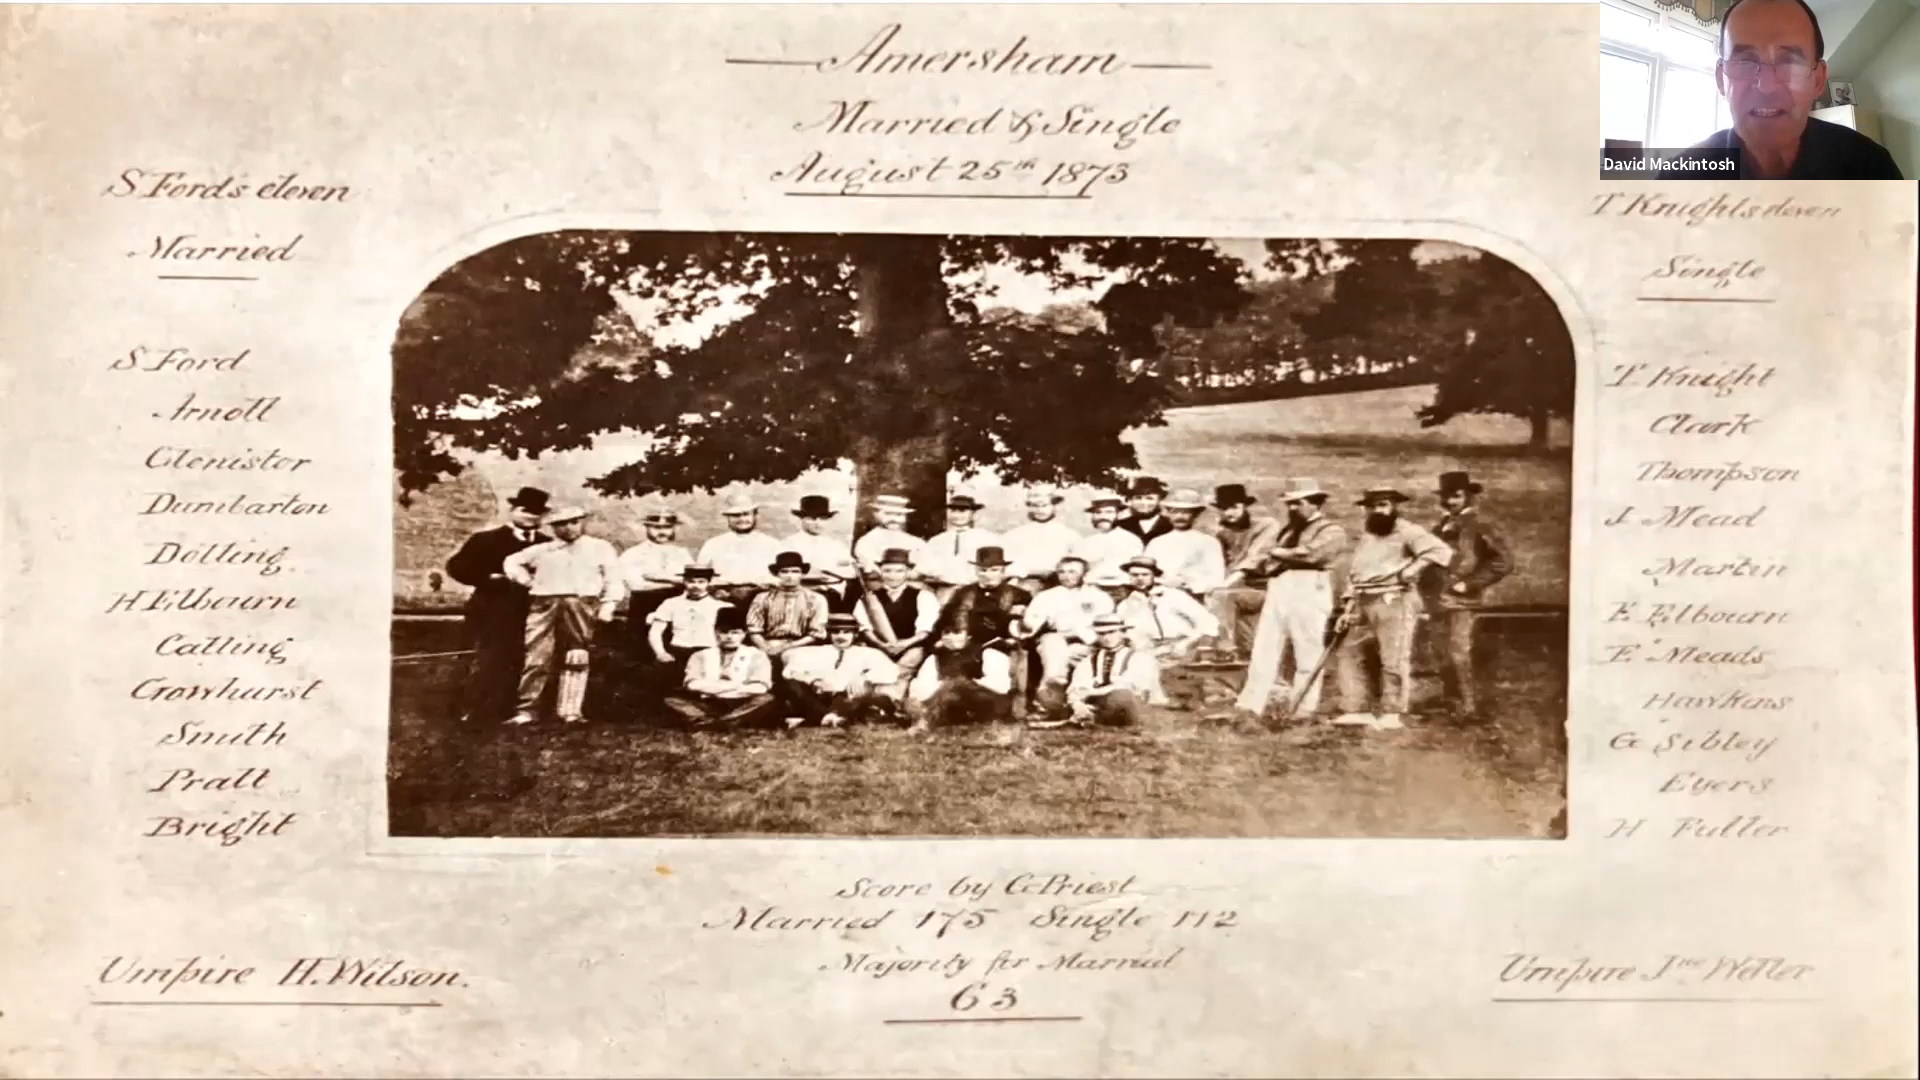 Amersham
Married & Single
August 25th 1873
David Mackintosh
S Ford's eleven
Married
S Ford
Arnott
Glenister
Dumbarton
Dolling
H Elbourn
Catling
Crowhurst
Smith
Pratt
Bright
T Knights eleven
Single
T. Knight
Clark
Thompson
J. Mead
Martin
E Elbourn
E Meads
Hawkins
G Sibley
Eyers
H Fuller
Score by G Priest
Married 175 Single 112
Majority for Married
63
Umpire H. Wilson.
Umpire Jno Weller